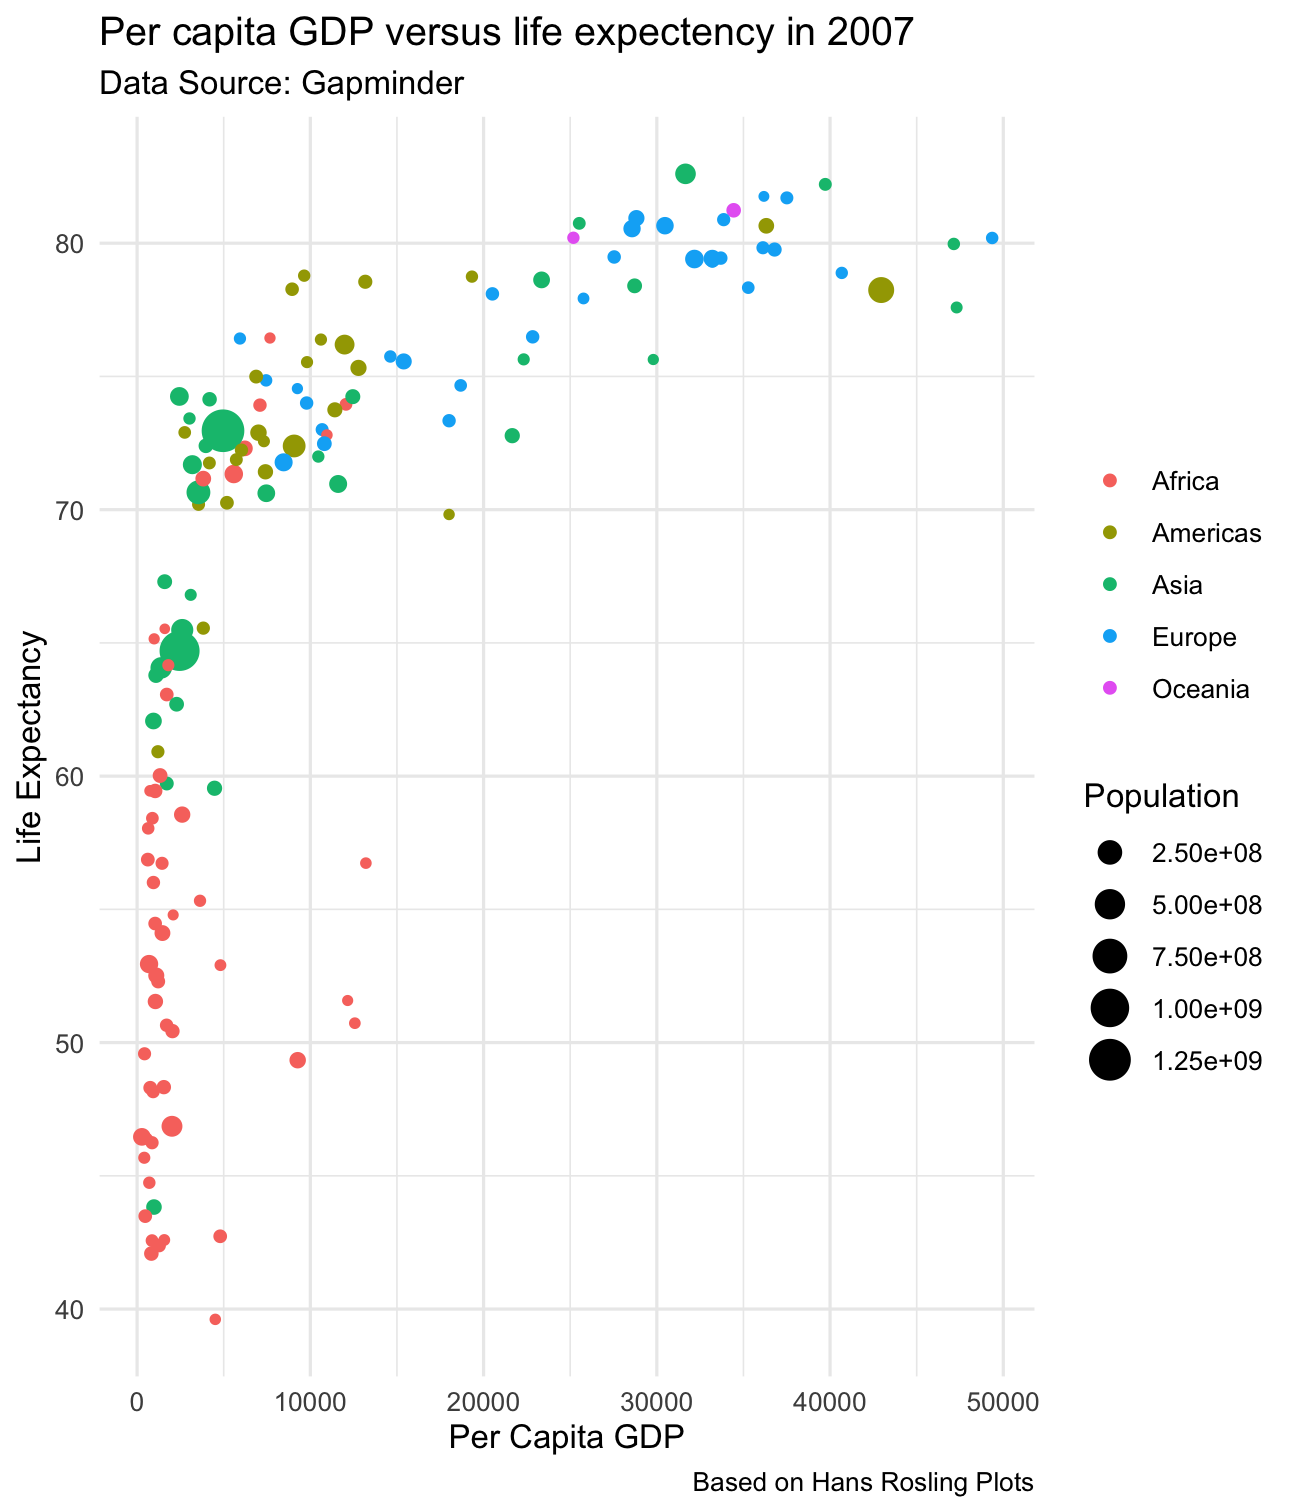 Per capita GDP versus life expectency in 2007
Data Source: Gapminder
80
70
60
50
40
Life Expectancy
0 10000 20000 30000 40000 50000
Per Capita GDP
Based on Hans Rosling Plots
Africa
Americas
Asia
Europe
Oceania
Population
2.50e+08
5.00e+08
7.50e+08
1.00e+09
1.25e+09